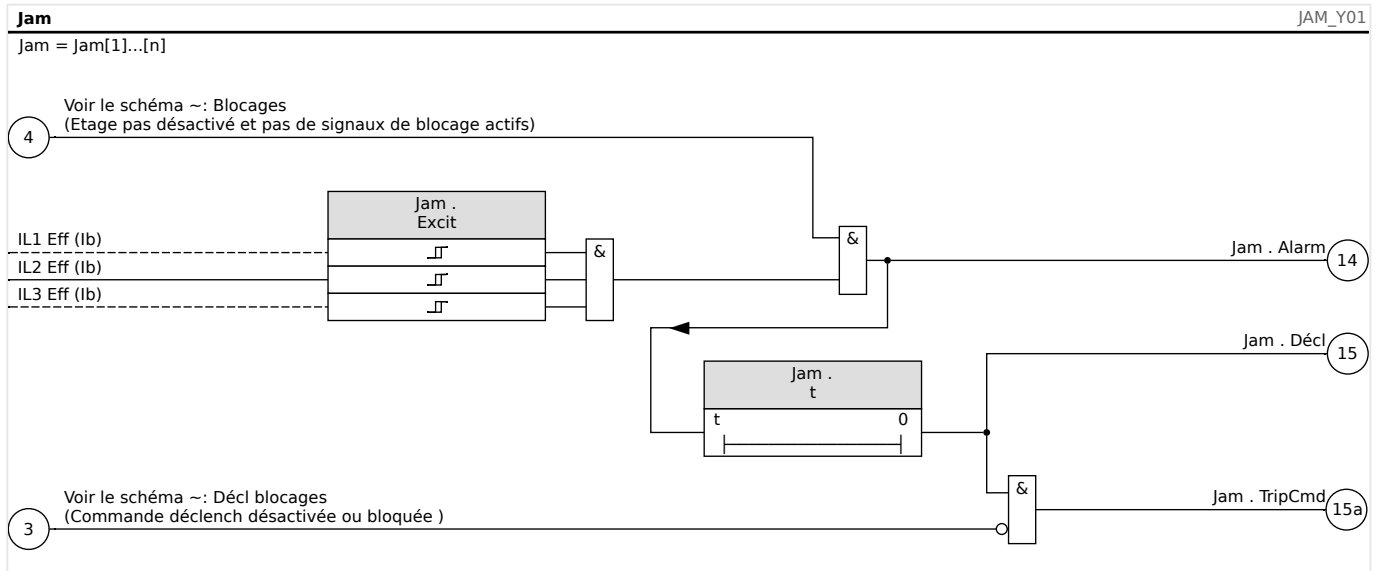 Jam
JAM_Y01
Jam = Jam[1]...[n]
Voir le schéma ~: Blocages
(Etage pas désactivé et pas de signaux de blocage actifs)
4
Jam .
Excit
IL1 Eff (Ib)
IL2 Eff (Ib)
IL3 Eff (Ib)
&
&
Jam . Alarm
14
Jam . Décl
15
Jam .
t
t 0
Voir le schéma ~: Décl blocages
(Commande déclench désactivée ou bloquée )
3
&
Jam . TripCmd
15a